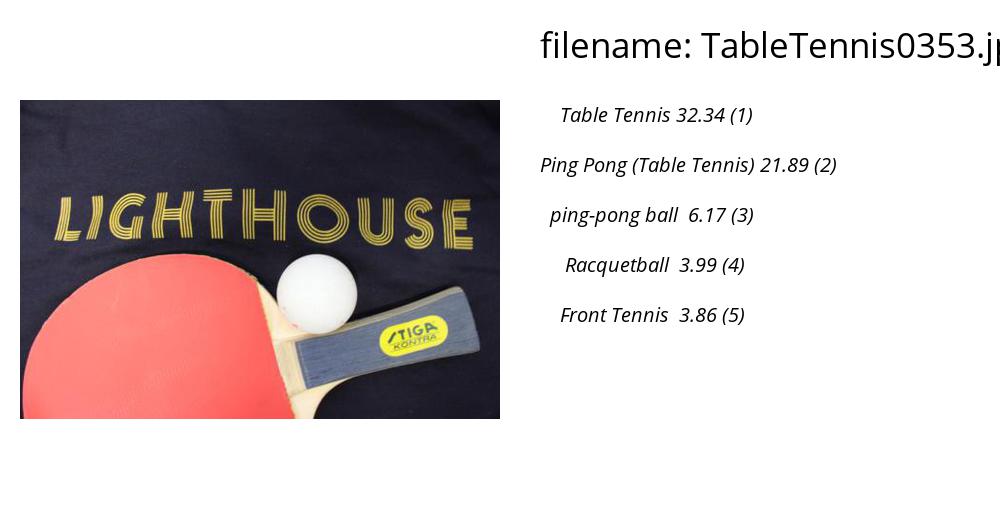 filename: TableTennis0353.jp
Table Tennis 32.34 (1)
Ping Pong (Table Tennis) 21.89 (2)
ping-pong ball 6.17 (3)
Racquetball 3.99 (4)
Front Tennis 3.86 (5)
LIGHTHOUSE
STIGA
KONTRA